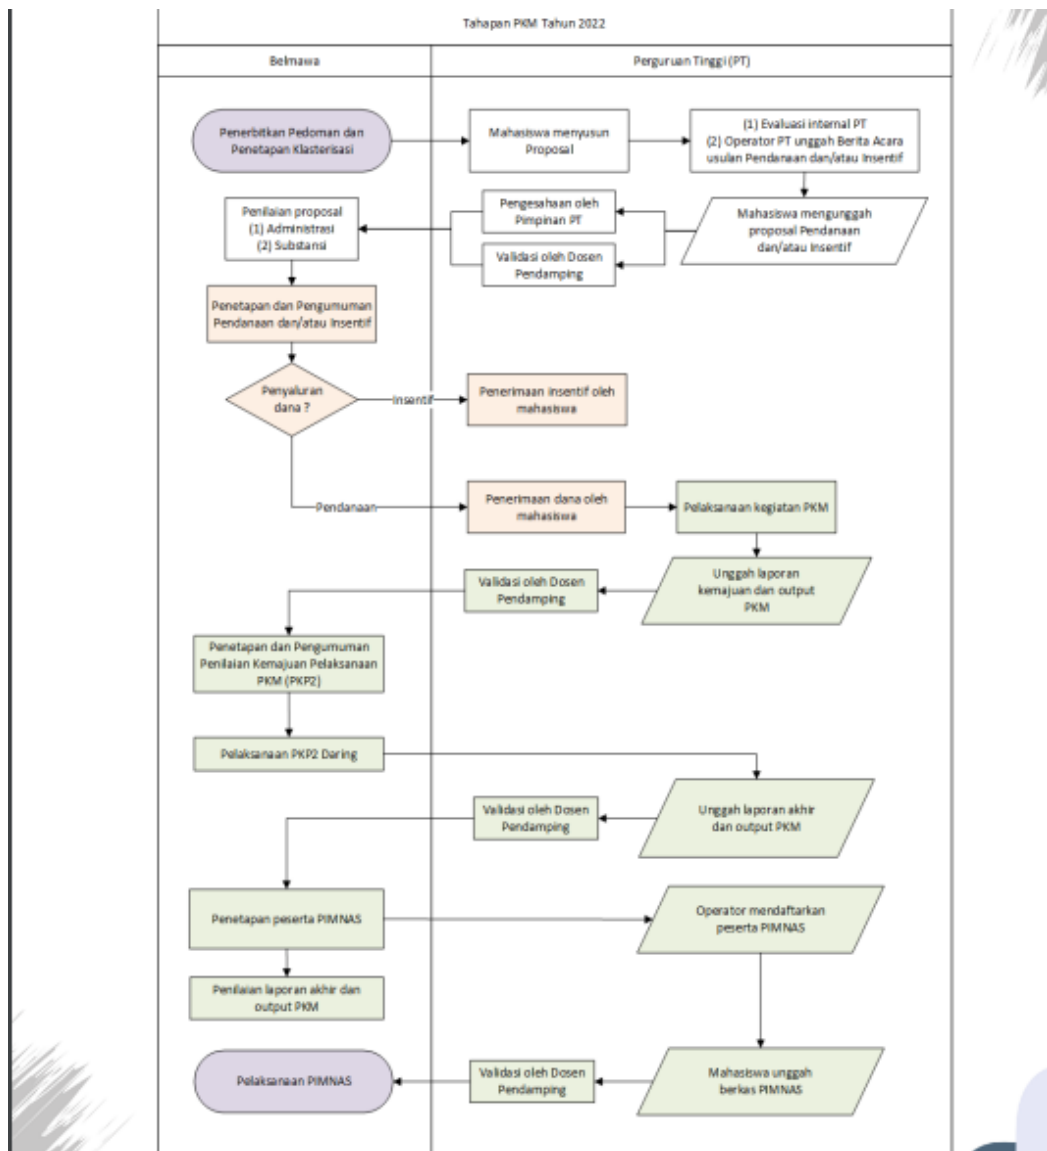 Tahapan PKM Tahun 2022
Belmawa
Perguruan Tinggi (PT)
Penerbitkan Pedoman dan
Penetapan Klasterisasi
Mahasiswa menyusun
Proposal
(1) Evaluasi internal PT
(2) Operator PT unggah Berita Acara
usulan Pendanaan dan/atau Insentif
Mahasiswa mengunggah
proposal Pendanaan
dan/atau Insentif
Pengesahaan oleh
Pimpinan PT
Validasi oleh Dosen
Pendamping
Penilaian proposal
(1) Administrasi
(2) Substansi
Penetapan dan Pengumuman
Pendanaan dan/atau Insentif
Penyaluran
dana ?
Insentif
Penerimaan insentif oleh
mahasiswa
Pendanaan
Penerimaan dana oleh
mahasiswa
Pelaksanaan kegiatan PKM
Unggah laporan
kemajuan dan output
PKM
Validasi oleh Dosen
Pendamping
Penetapan dan Pengumuman
Penilaian Kemajuan Pelaksanaan
PKM (PKP2)
Pelaksanaan PKP2 Daring
Unggah laporan akhir
dan output PKM
Validasi oleh Dosen
Pendamping
Penetapan peserta PIMNAS
Operator mendaftarkan
peserta PIMNAS
Penilaian laporan akhir dan
output PKM
Mahasiswa unggah
berkas PIMNAS
Validasi oleh Dosen
Pendamping
Pelaksanaan PIMNAS